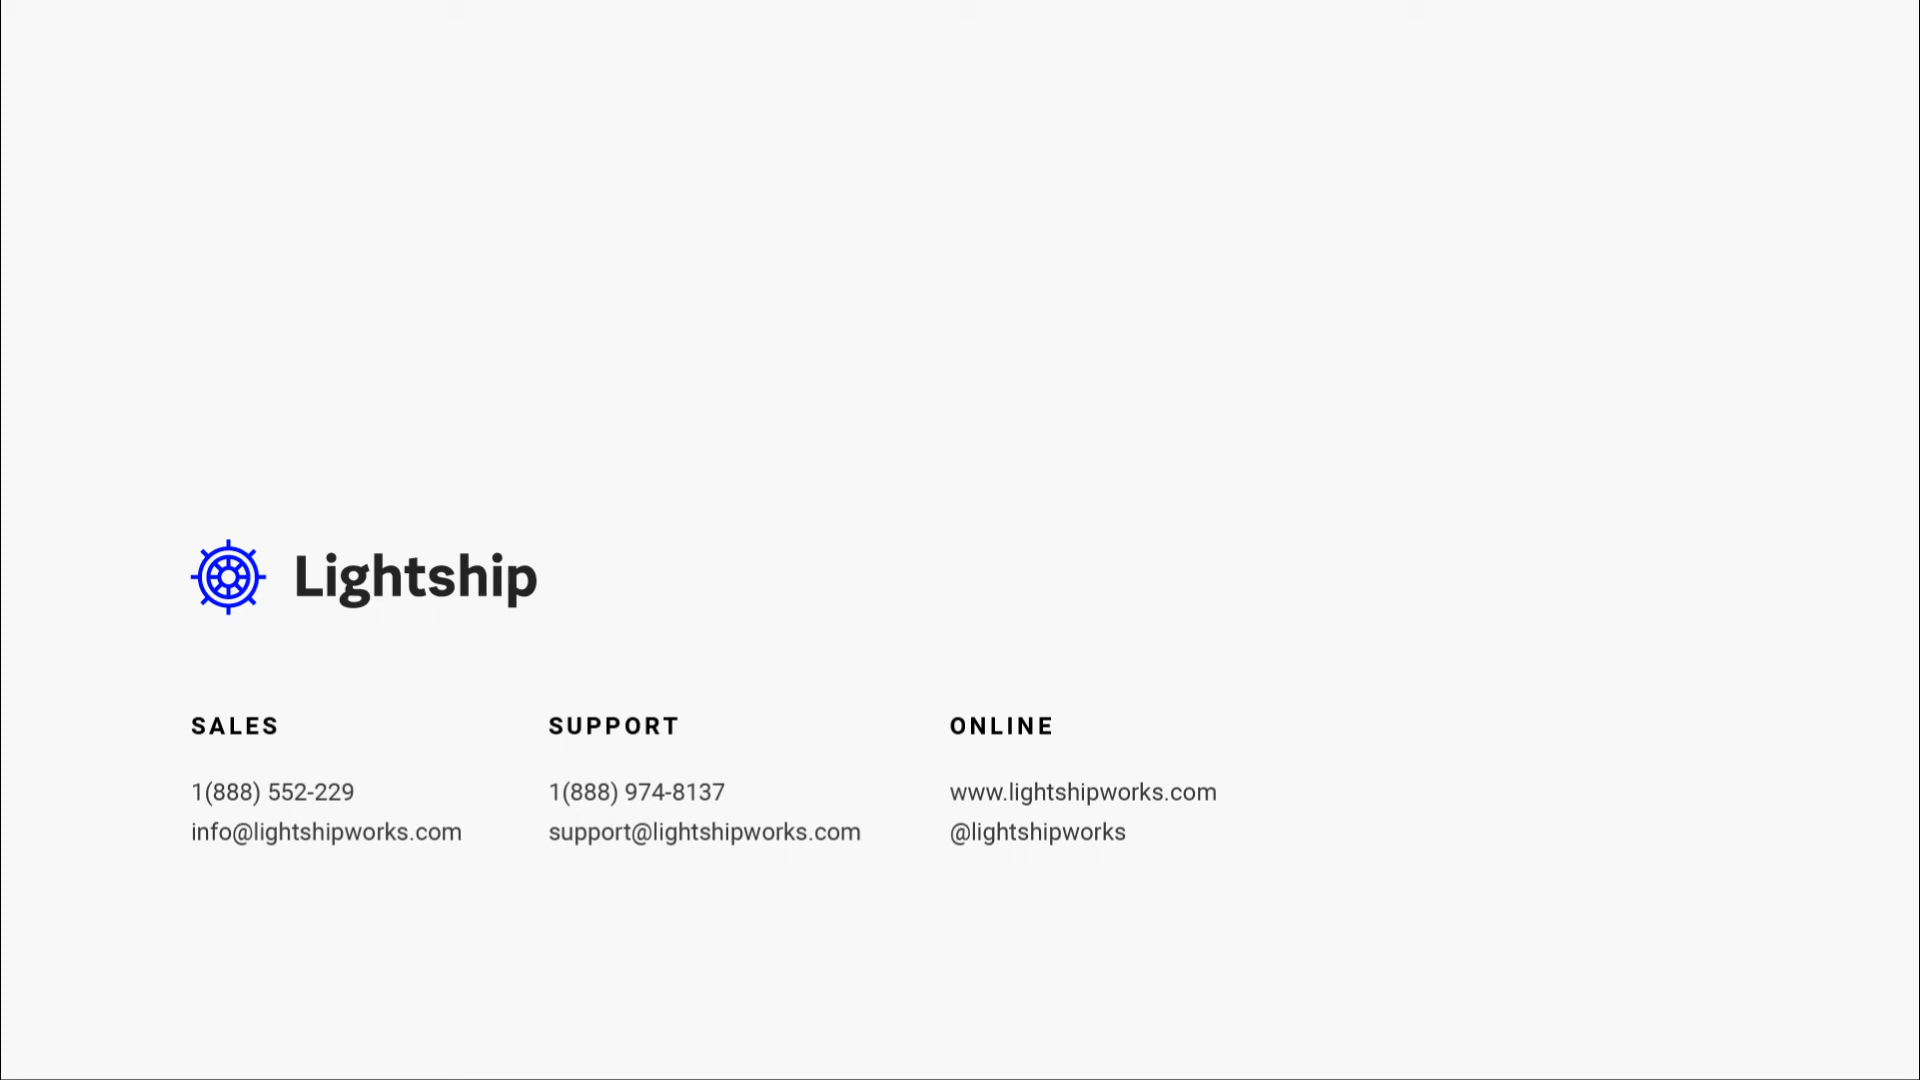 Lightship
SALES
1(888) 552-229
info@lightshipworks.com
SUPPORT
1(888) 974-8137
support@lightshipworks.com
ONLINE
www.lightshipworks.com
@lightshipworks